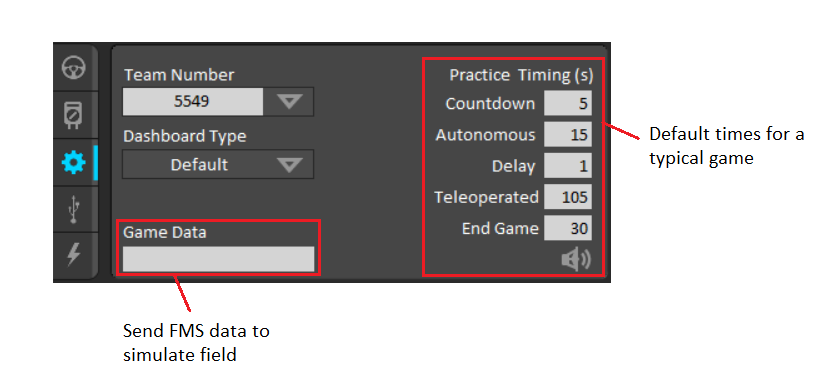 Team Number
5549
Dashboard Type
Default
Game Data
Practice Timing (s)
Countdown 5
Autonomous 15
Delay 1
Teleoperated 105
End Game 30
Default times for a
typical game
Send FMS data to
simulate field